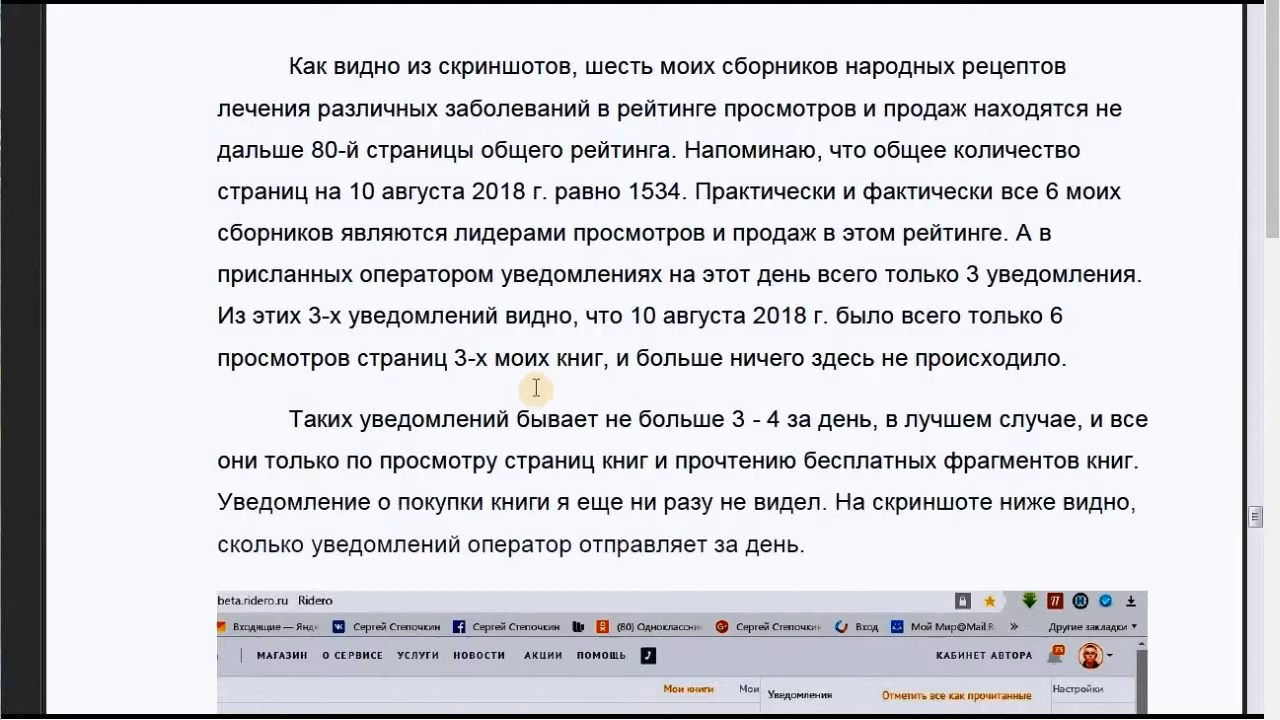 Как видно из скриншотов, шесть моих сборников народных рецептов
лечения различных заболеваний в рейтинге просмотров и продаж находятся не
дальше 80-й страницы общего рейтинга. Напоминаю, что общее количество
страниц на 10 августа 2018 г. равно 1534. Практически и фактически все 6 моих
сборников являются лидерами просмотров и продаж в этом рейтинге. А в
присланных оператором уведомлениях на этот день всего только 3 уведомления.
Из этих 3-х уведомлений видно, что 10 августа 2018 г. было всего только 6
просмотров страниц 3-х моих книг, и больше ничего здесь не происходило.
Таких уведомлений бывает не больше 3 - 4 за день, в лучшем случае, и все
они только по просмотру страниц книг и прочтению бесплатных фрагментов книг.
Уведомление о покупки книги я еще ни разу не видел. На скриншоте ниже видно,
сколько уведомлений оператор отправляет за день.
beta.ridero.ru Ridero
Входящие — Янд Сергей Степочкин Сергей Степочкин (80) Одноклассни Сергей Степочкин Вход Мой Мир@Mail.R » Другие закладки
МАГАЗИН О СЕРВИСЕ УСЛУГИ НОВОСТИ АКЦИИ ПОМОЩЬ КАБИНЕТ АВТОРА
Мои книги Мои Уведомления Отметить все как прочитанные Настройки